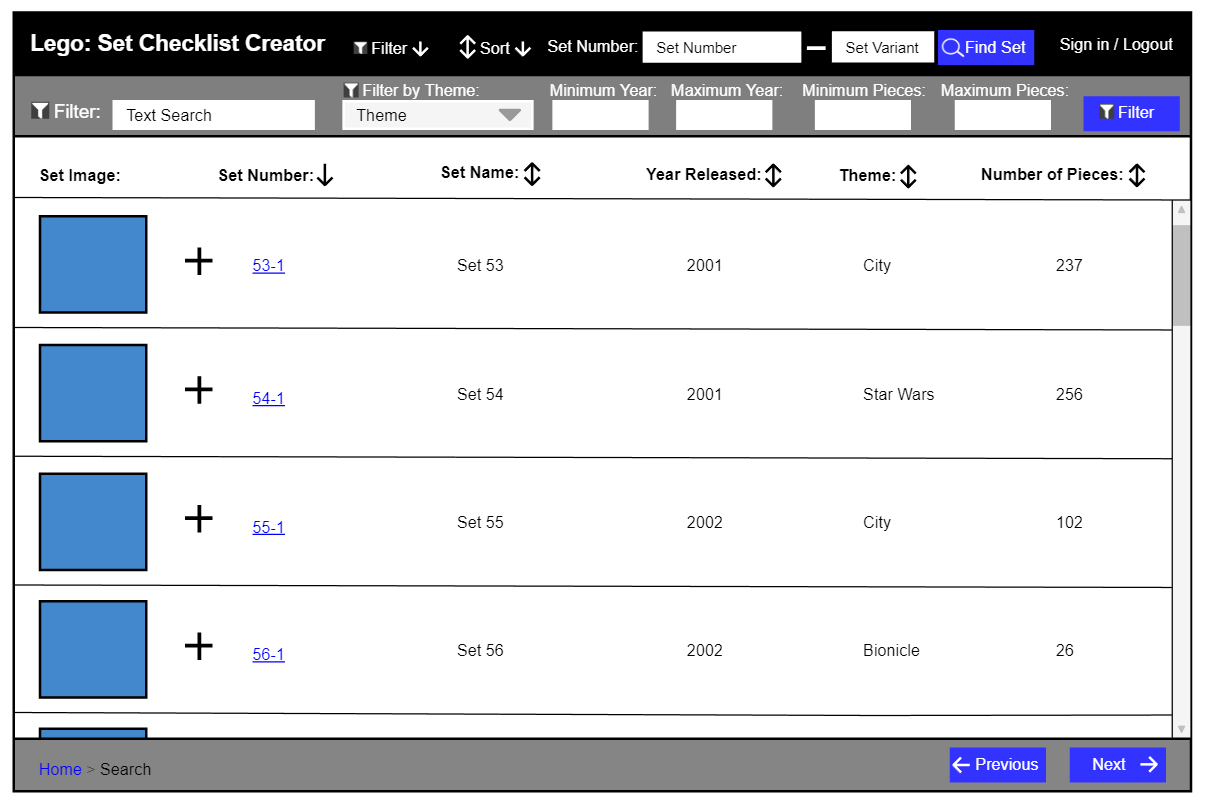 Lego: Set Checklist Creator Filter Sort Set Number: Set Number Set Variant Find Set Sign in / Logout
Filter: Text Search Filter by Theme: Theme Minimum Year: Maximum Year: Minimum Pieces: Maximum Pieces: Filter
Set Image: Set Number: Set Name: Year Released: Theme: Number of Pieces:
53-1 Set 53 2001 City 237
54-1 Set 54 2001 Star Wars 256
55-1 Set 55 2002 City 102
56-1 Set 56 2002 Bionicle 26
Home > Search Previous Next